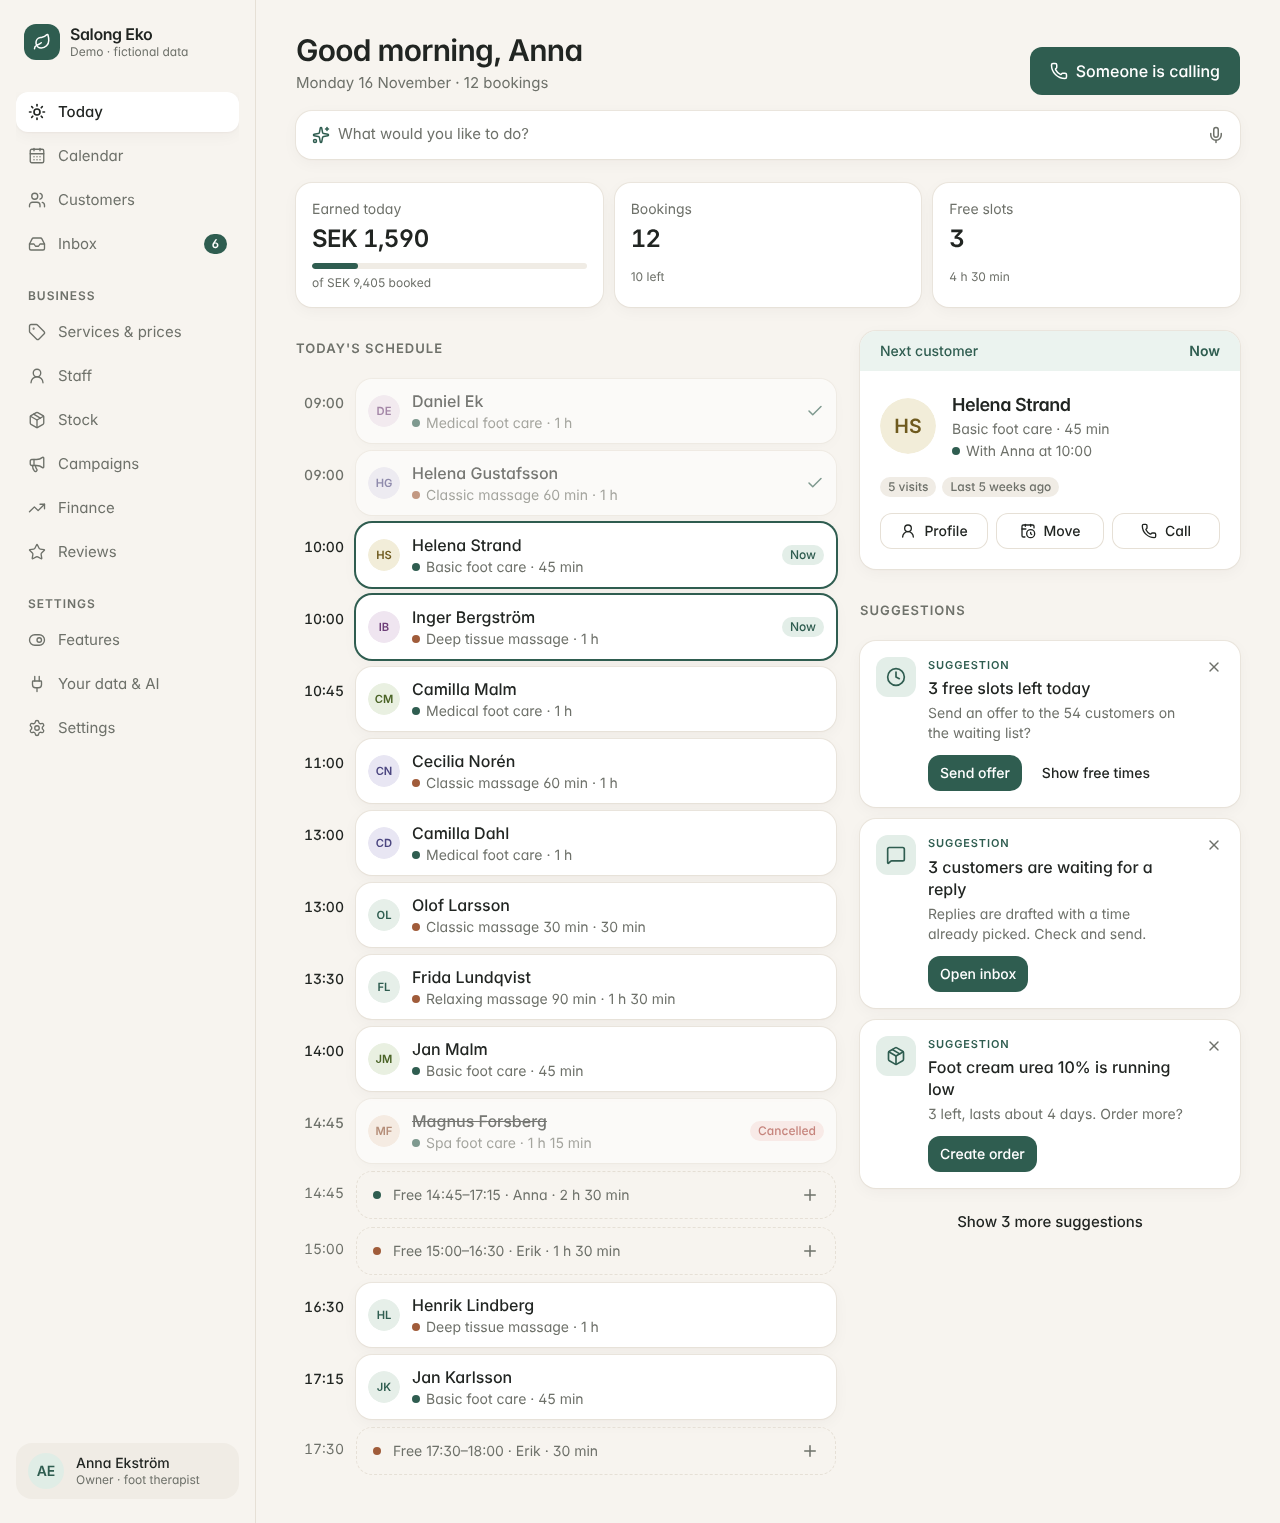 Salong Eko
Demo · fictional data
Today
Calendar
Customers
Inbox
6
BUSINESS
Services & prices
Staff
Stock
Campaigns
Finance
Reviews
SETTINGS
Features
Your data & AI
Settings
AE
Anna Ekström
Owner · foot therapist
Good morning, Anna
Monday 16 November · 12 bookings
Someone is calling
What would you like to do?
Earned today
SEK 1,590
of SEK 9,405 booked
Bookings
12
10 left
Free slots
3
4 h 30 min
TODAY'S SCHEDULE
09:00
DE
Daniel Ek
Medical foot care · 1 h
09:00
HG
Helena Gustafsson
Classic massage 60 min · 1 h
10:00
HS
Helena Strand
Basic foot care · 45 min
Now
10:00
IB
Inger Bergström
Deep tissue massage · 1 h
Now
10:45
CM
Camilla Malm
Medical foot care · 1 h
11:00
CN
Cecilia Norén
Classic massage 60 min · 1 h
13:00
CD
Camilla Dahl
Medical foot care · 1 h
13:00
OL
Olof Larsson
Classic massage 30 min · 30 min
13:30
FL
Frida Lundqvist
Relaxing massage 90 min · 1 h 30 min
14:00
JM
Jan Malm
Basic foot care · 45 min
14:45
MF
Magnus Forsberg
Spa foot care · 1 h 15 min
Cancelled
14:45
Free 14:45–17:15 · Anna · 2 h 30 min
15:00
Free 15:00–16:30 · Erik · 1 h 30 min
16:30
HL
Henrik Lindberg
Deep tissue massage · 1 h
17:15
JK
Jan Karlsson
Basic foot care · 45 min
17:30
Free 17:30–18:00 · Erik · 30 min
Next customer
Now
HS
Helena Strand
Basic foot care · 45 min
With Anna at 10:00
5 visits
Last 5 weeks ago
Profile
Move
Call
SUGGESTIONS
SUGGESTION
3 free slots left today
Send an offer to the 54 customers on
the waiting list?
Send offer
Show free times
SUGGESTION
3 customers are waiting for a
reply
Replies are drafted with a time
already picked. Check and send.
Open inbox
SUGGESTION
Foot cream urea 10% is running
low
3 left, lasts about 4 days. Order more?
Create order
Show 3 more suggestions